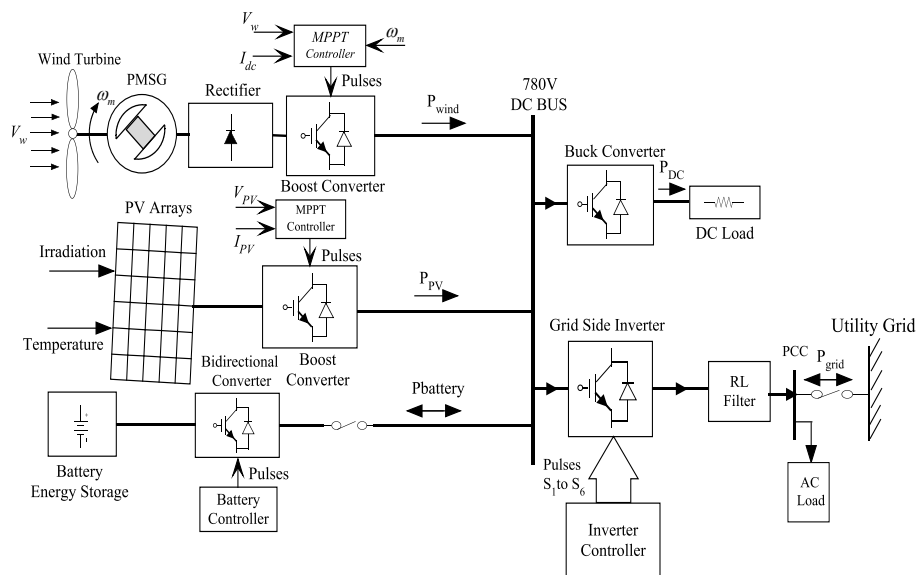 V_w
MPPT
Controller
ω_m
I_dc
Wind Turbine
PMSG
Pulses
780V
DC BUS
ω_m
Rectifier
P_wind
V_w
Buck Converter
Boost Converter
P_DC
PV Arrays
V_PV
MPPT
Controller
DC Load
I_PV
Irradiation
Pulses
P_PV
Grid Side Inverter
Utility Grid
Temperature
Bidirectional
Converter
Boost
Converter
PCC
P_grid
Pbattery
RL
Filter
Battery
Energy Storage
Pulses
Pulses
S_1 to S_6
AC
Load
Battery
Controller
Inverter
Controller